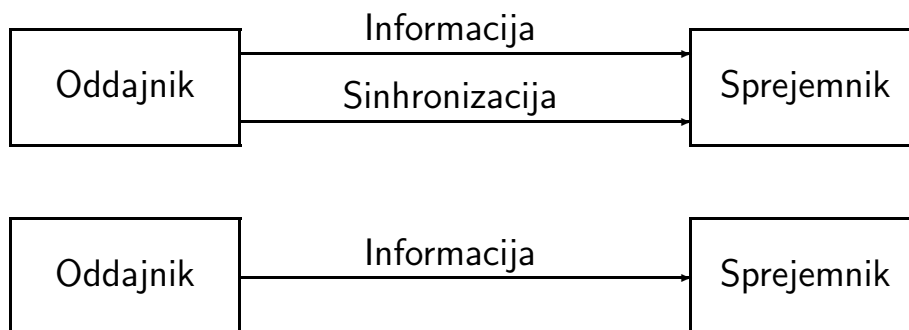 Informacija
Oddajnik
Sprejemnik
Sinhronizacija
Informacija
Oddajnik
Sprejemnik